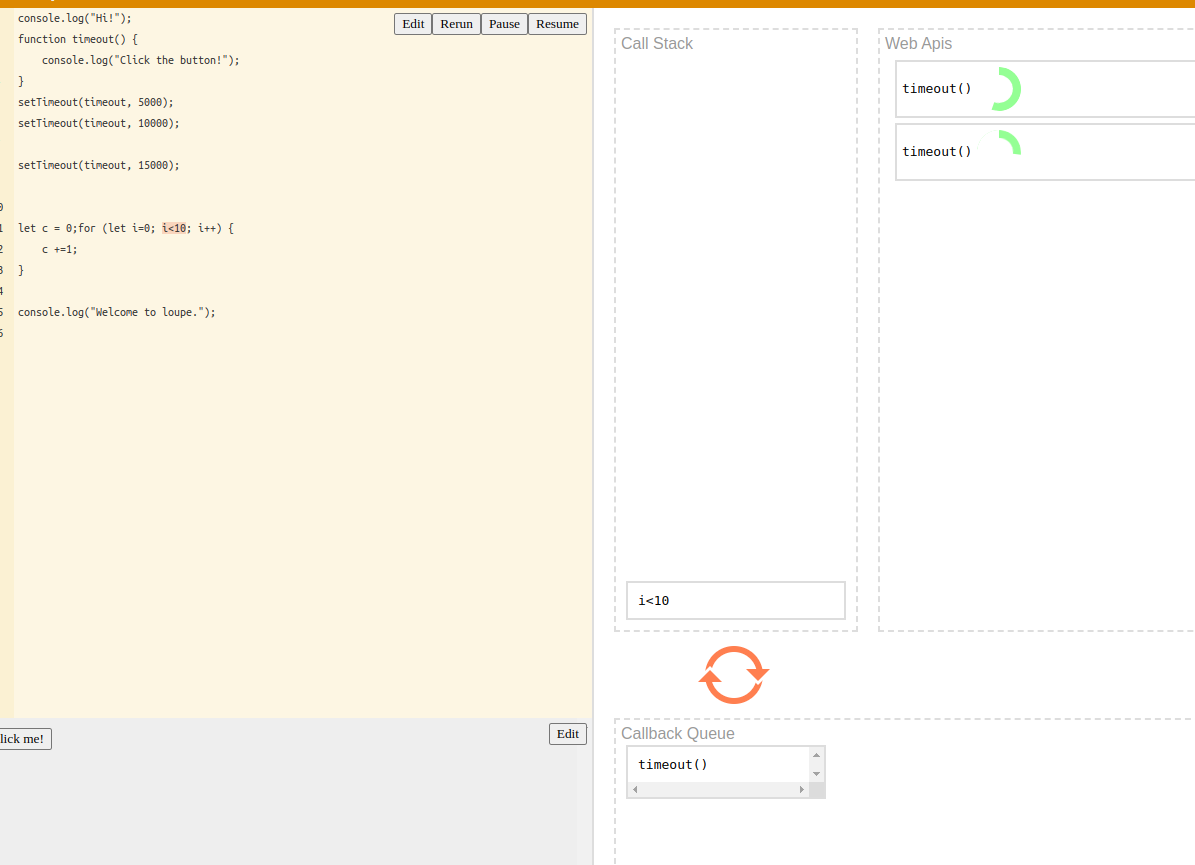 console.log("Hi!");
Edit Rerun Pause Resume
function timeout() {
    console.log("Click the button!");
}
setTimeout(timeout, 5000);
setTimeout(timeout, 10000);
setTimeout(timeout, 15000);
0
1 let c = 0;for (let i=0; i<10; i++) {
2     c +=1;
3 }
4
5 console.log("Welcome to loupe.");
6
lick me!
Edit
Call Stack
i<10
Web Apis
timeout()
timeout()
Callback Queue
timeout()